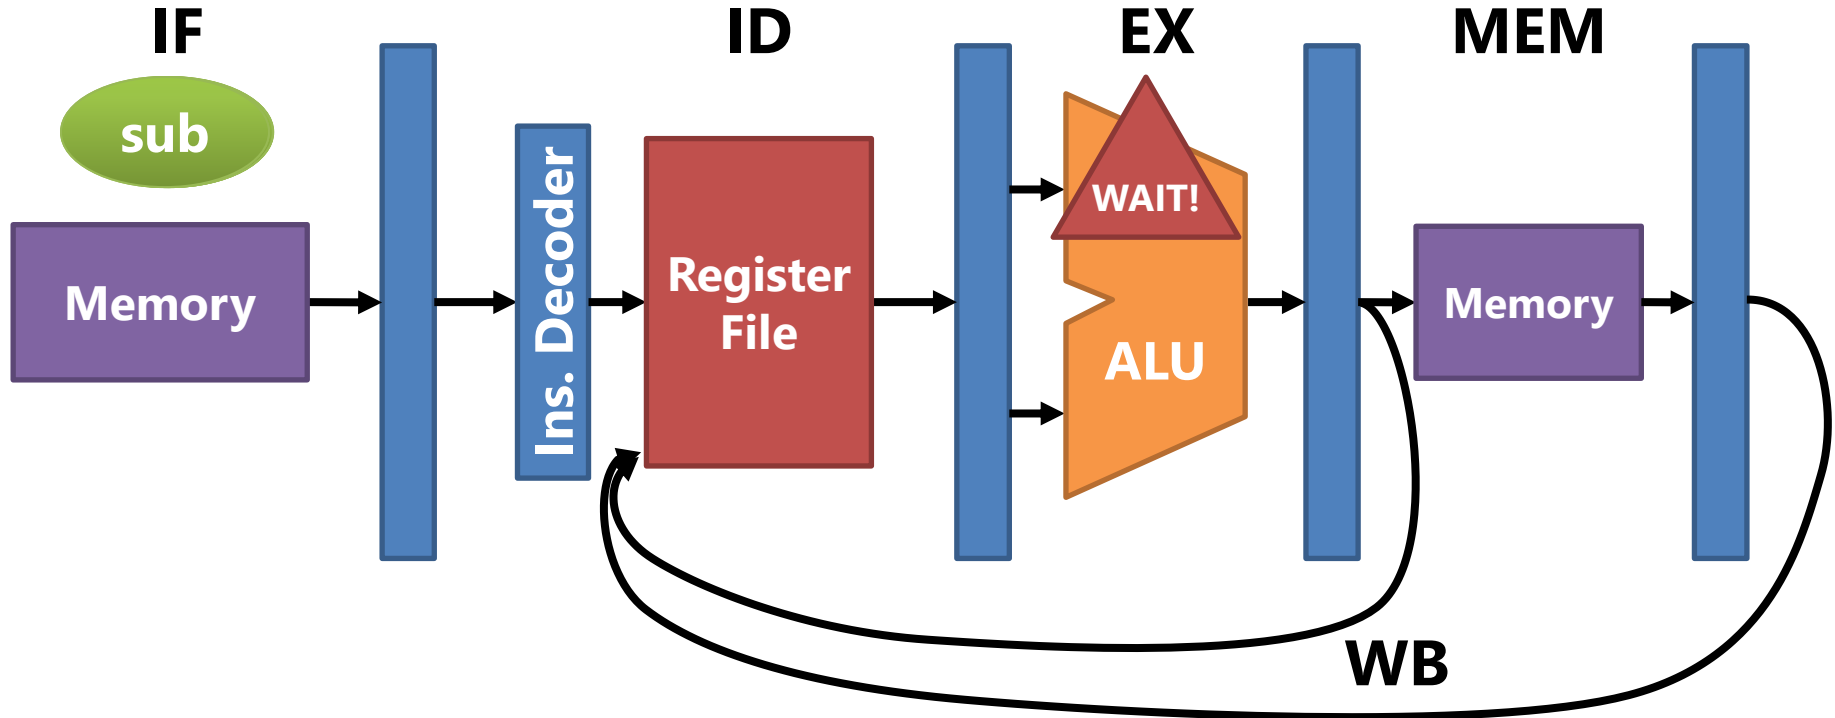 IF
ID
EX
MEM
sub
WAIT!
Memory
Ins. Decoder
Register
File
ALU
Memory
WB